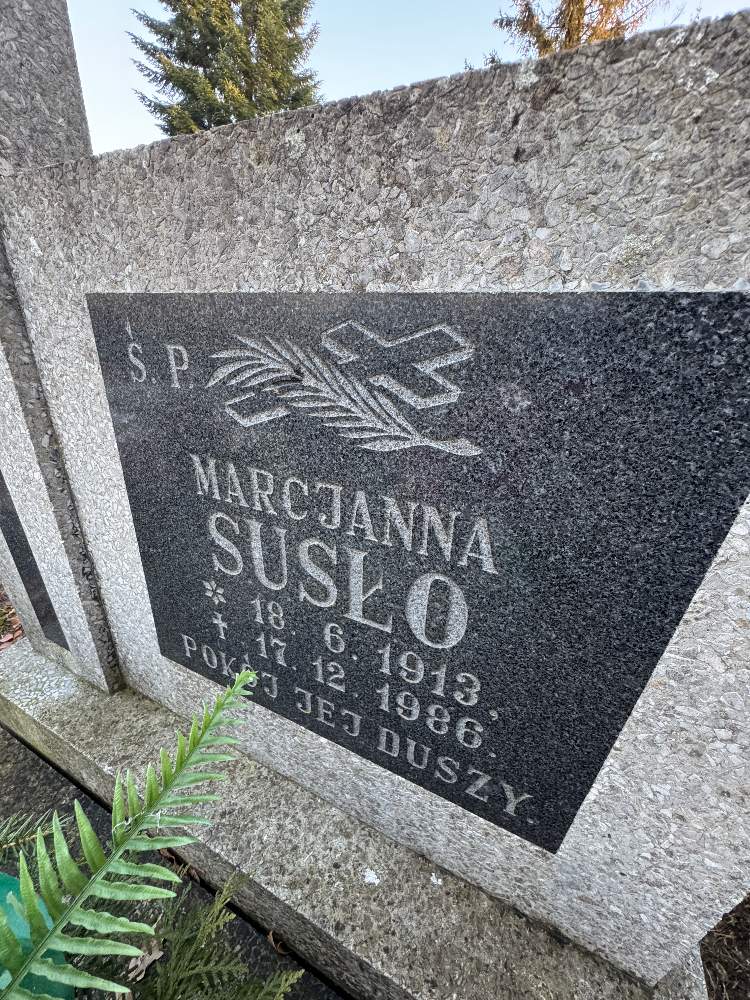 Ś. P.
MARCJANNA
SUSŁO
* 18. 6. 1913,
✝ 17. 12. 1986.
POKÓJ JEJ DUSZY.